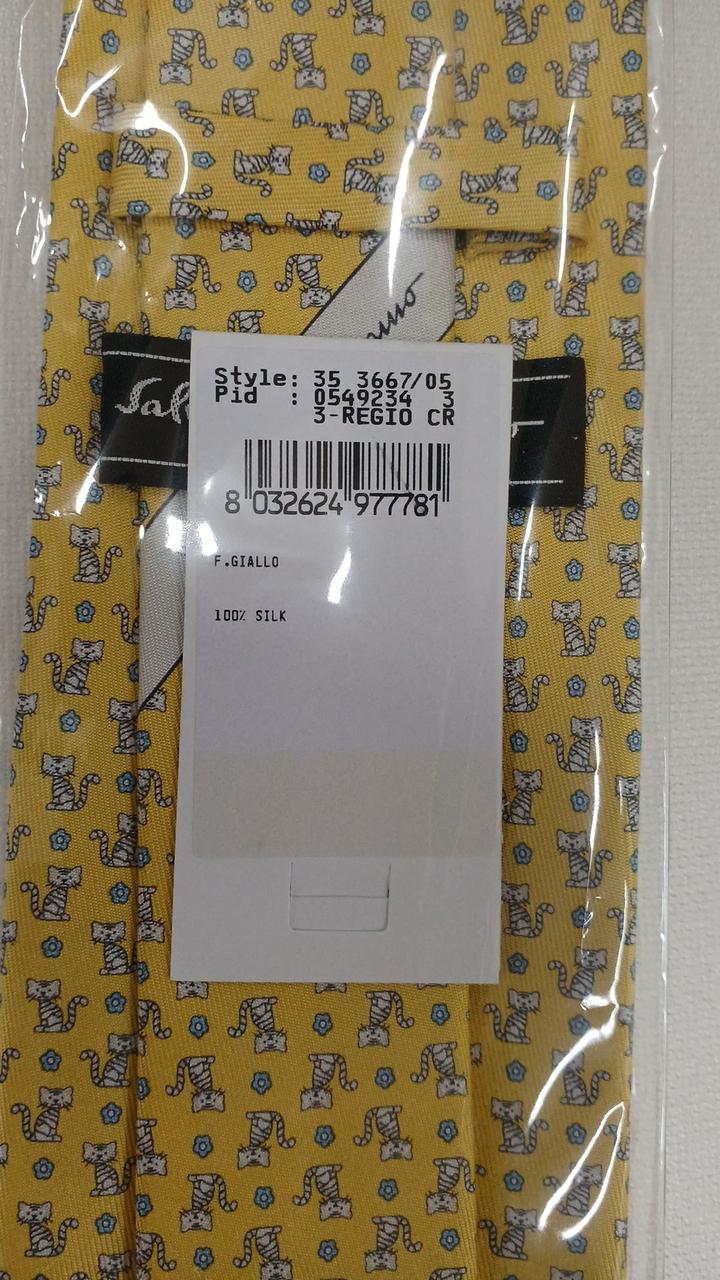 Style: 35 3667/05
Pid : 0549234 3
3-REGIO CR
8 032624 977781
F.GIALLO
100% SILK